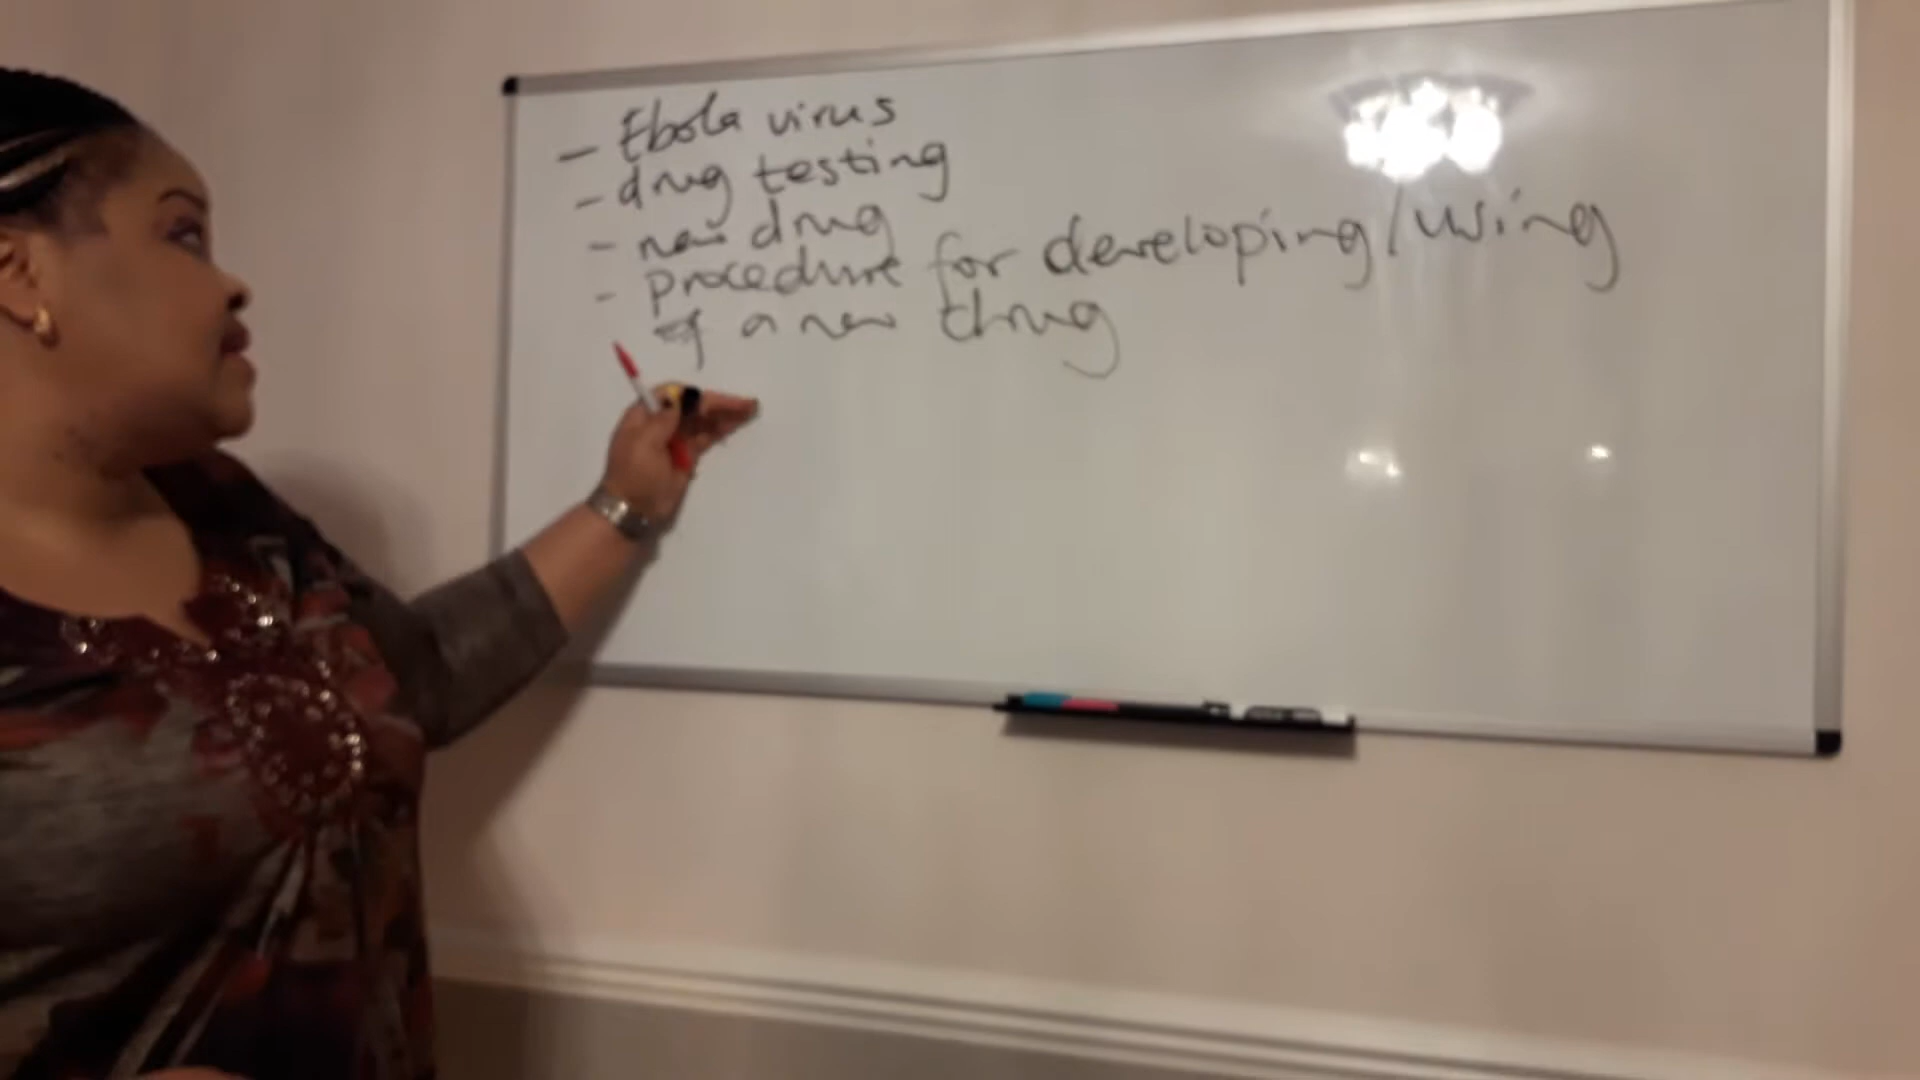 - Ebola virus
- drug testing
- new drug
- procedure for developing/using
of a new drug